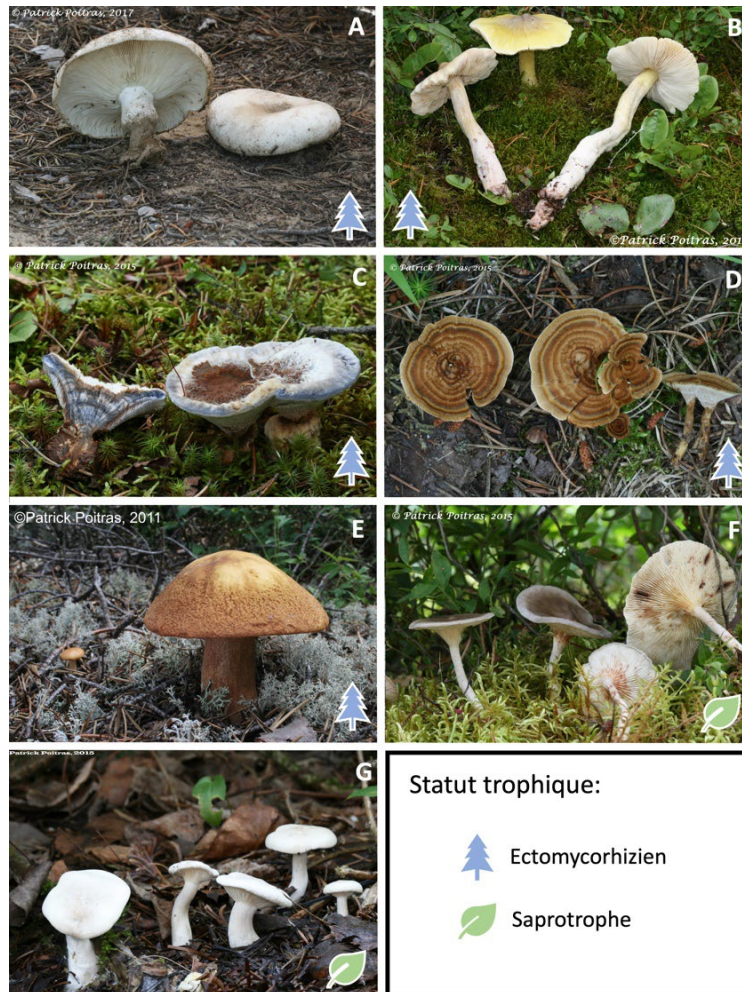 © Patrick Poitras, 2017
A
B
©Patrick Poitras, 201
© Patrick Poitras, 2015
C
© Patrick Poitras, 2015
D
©Patrick Poitras, 2011
E
© Patrick Poitras, 2015
F
Patrick Poitras, 2015
G
Statut trophique:
Ectomycorhizien
Saprotrophe